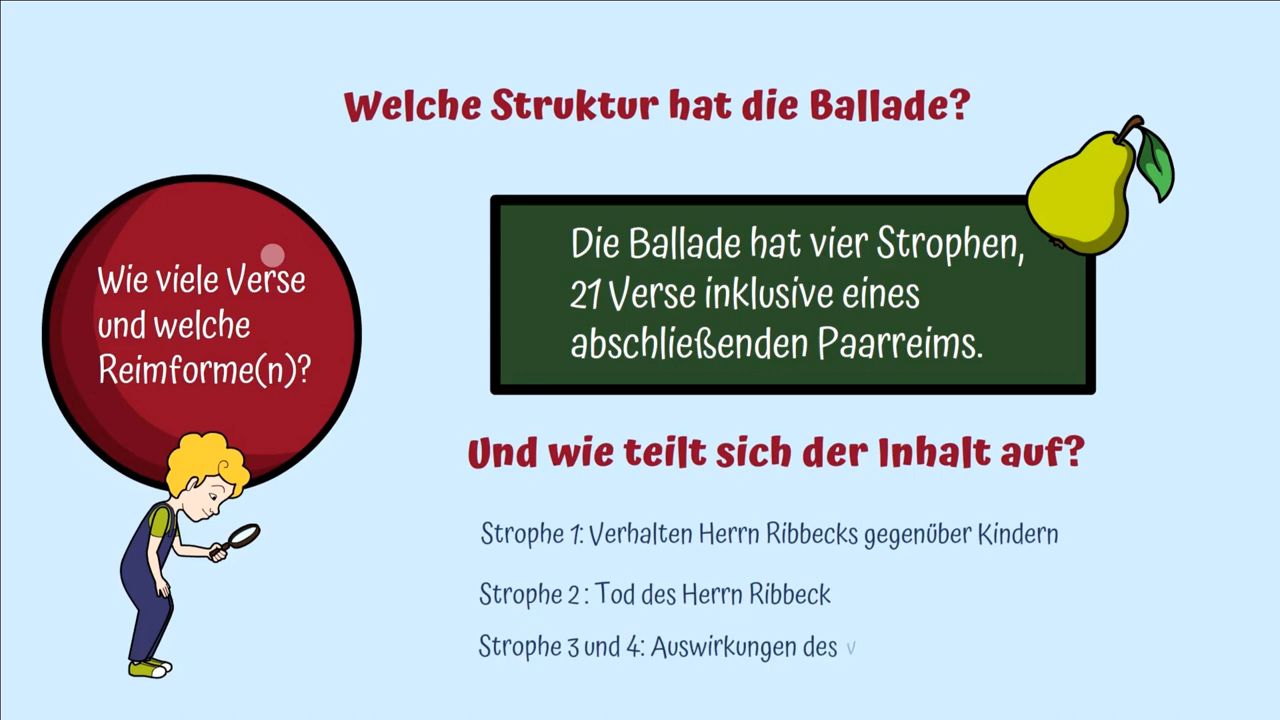 Welche Struktur hat die Ballade?
Wie viele Verse
und welche
Reimforme(n)?
Die Ballade hat vier Strophen,
21 Verse inklusive eines
abschließenden Paarreims.
Und wie teilt sich der Inhalt auf?
Strophe 1: Verhalten Herrn Ribbecks gegenüber Kindern
Strophe 2 : Tod des Herrn Ribbeck
Strophe 3 und 4: Auswirkungen des v